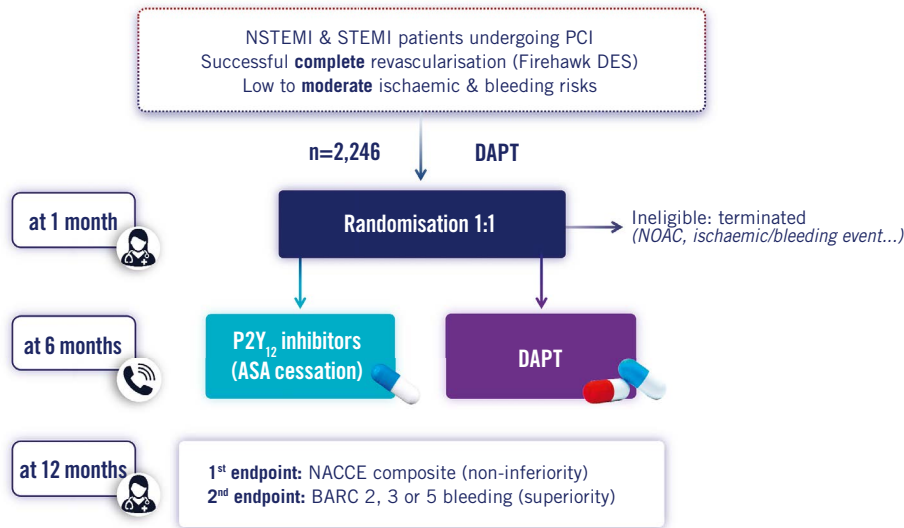 NSTEMI & STEMI patients undergoing PCI
Successful complete revascularisation (Firehawk DES)
Low to moderate ischaemic & bleeding risks
n=2,246 DAPT
at 1 month
Randomisation 1:1
Ineligible: terminated
(NOAC, ischaemic/bleeding event...)
at 6 months
P2Y12 inhibitors
(ASA cessation)
DAPT
at 12 months
1st endpoint: NACCE composite (non-inferiority)
2nd endpoint: BARC 2, 3 or 5 bleeding (superiority)